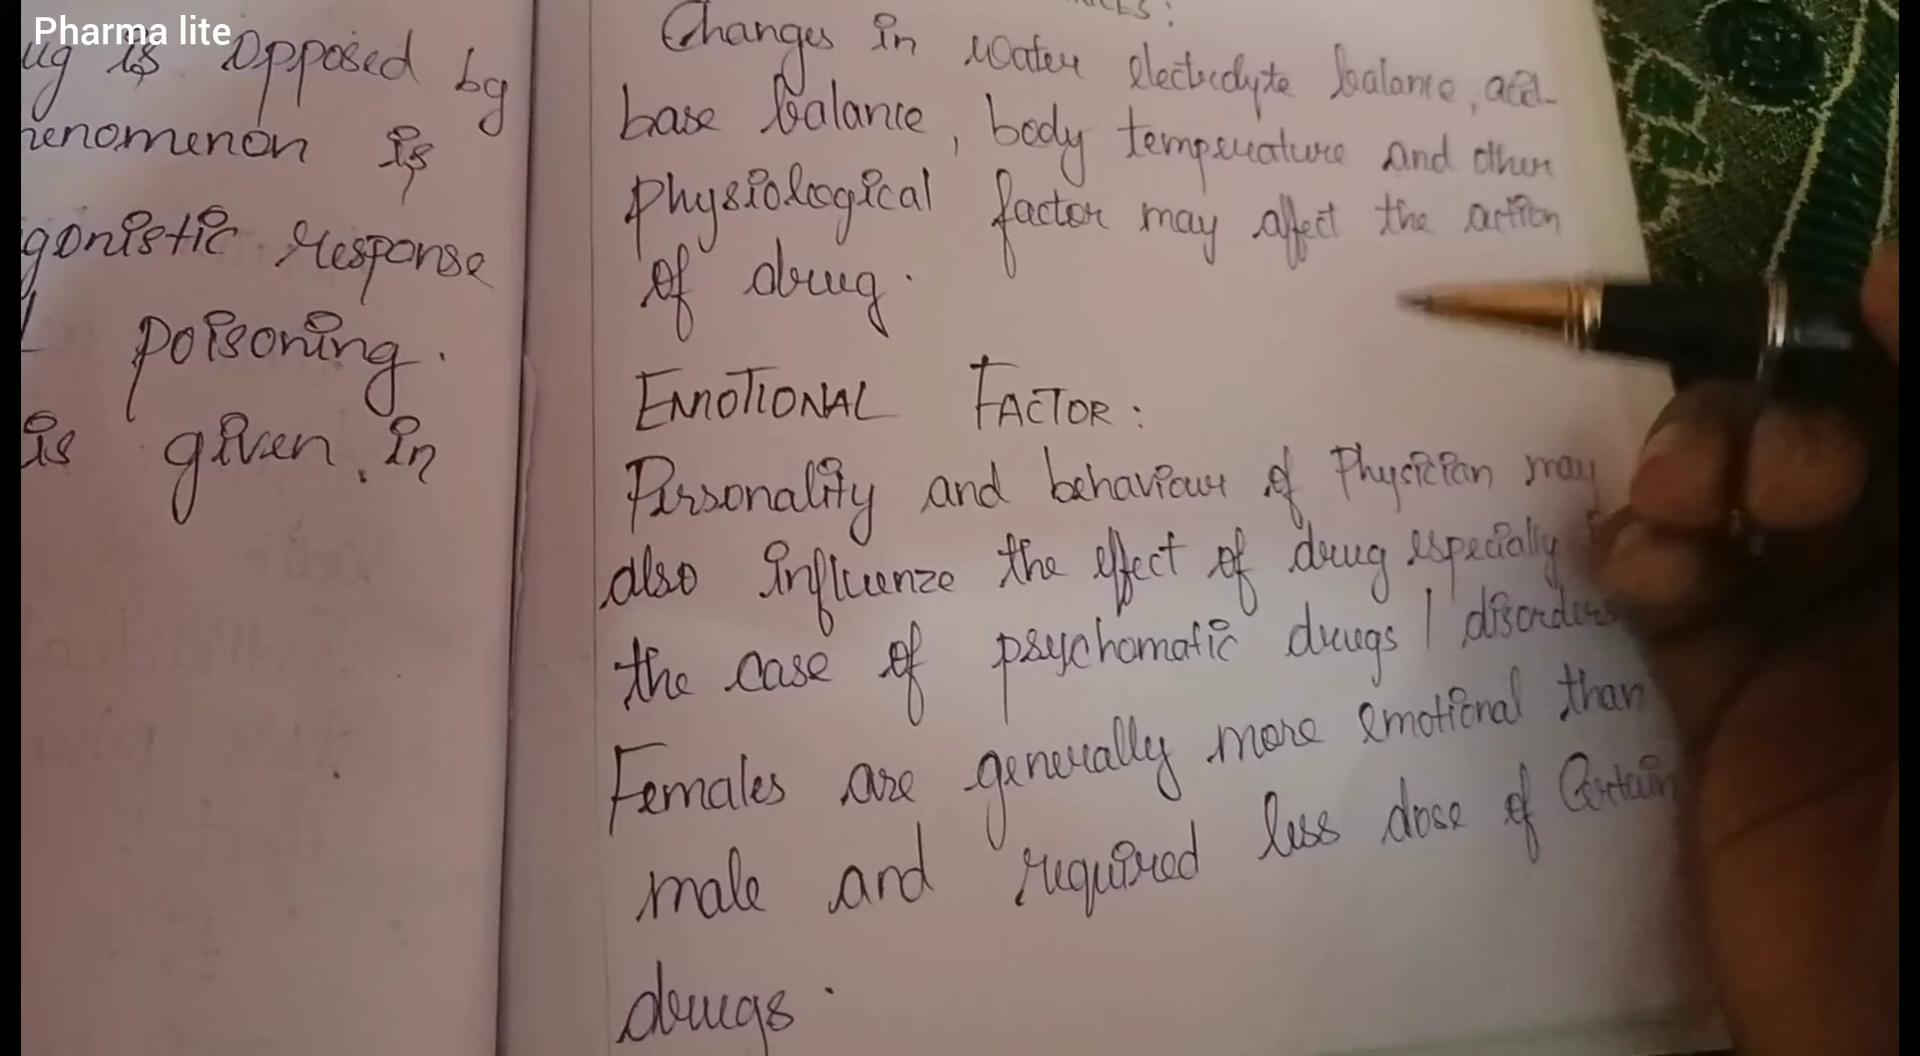 Pharma lite
ug is opposed by
henomenon is
gonistic response
poisoning.
is given in
Changes in water electrolyte balance, acid-
base balance, body temperature and other
physiological factor may affect the action
of drug.
EMOTIONAL FACTOR:
Personality and behaviour of Physician may
also influenze the effect of drug especially
the case of psychomatic drugs / disorders
Females are generally more emotional than
male and required less dose of Certain
drugs.